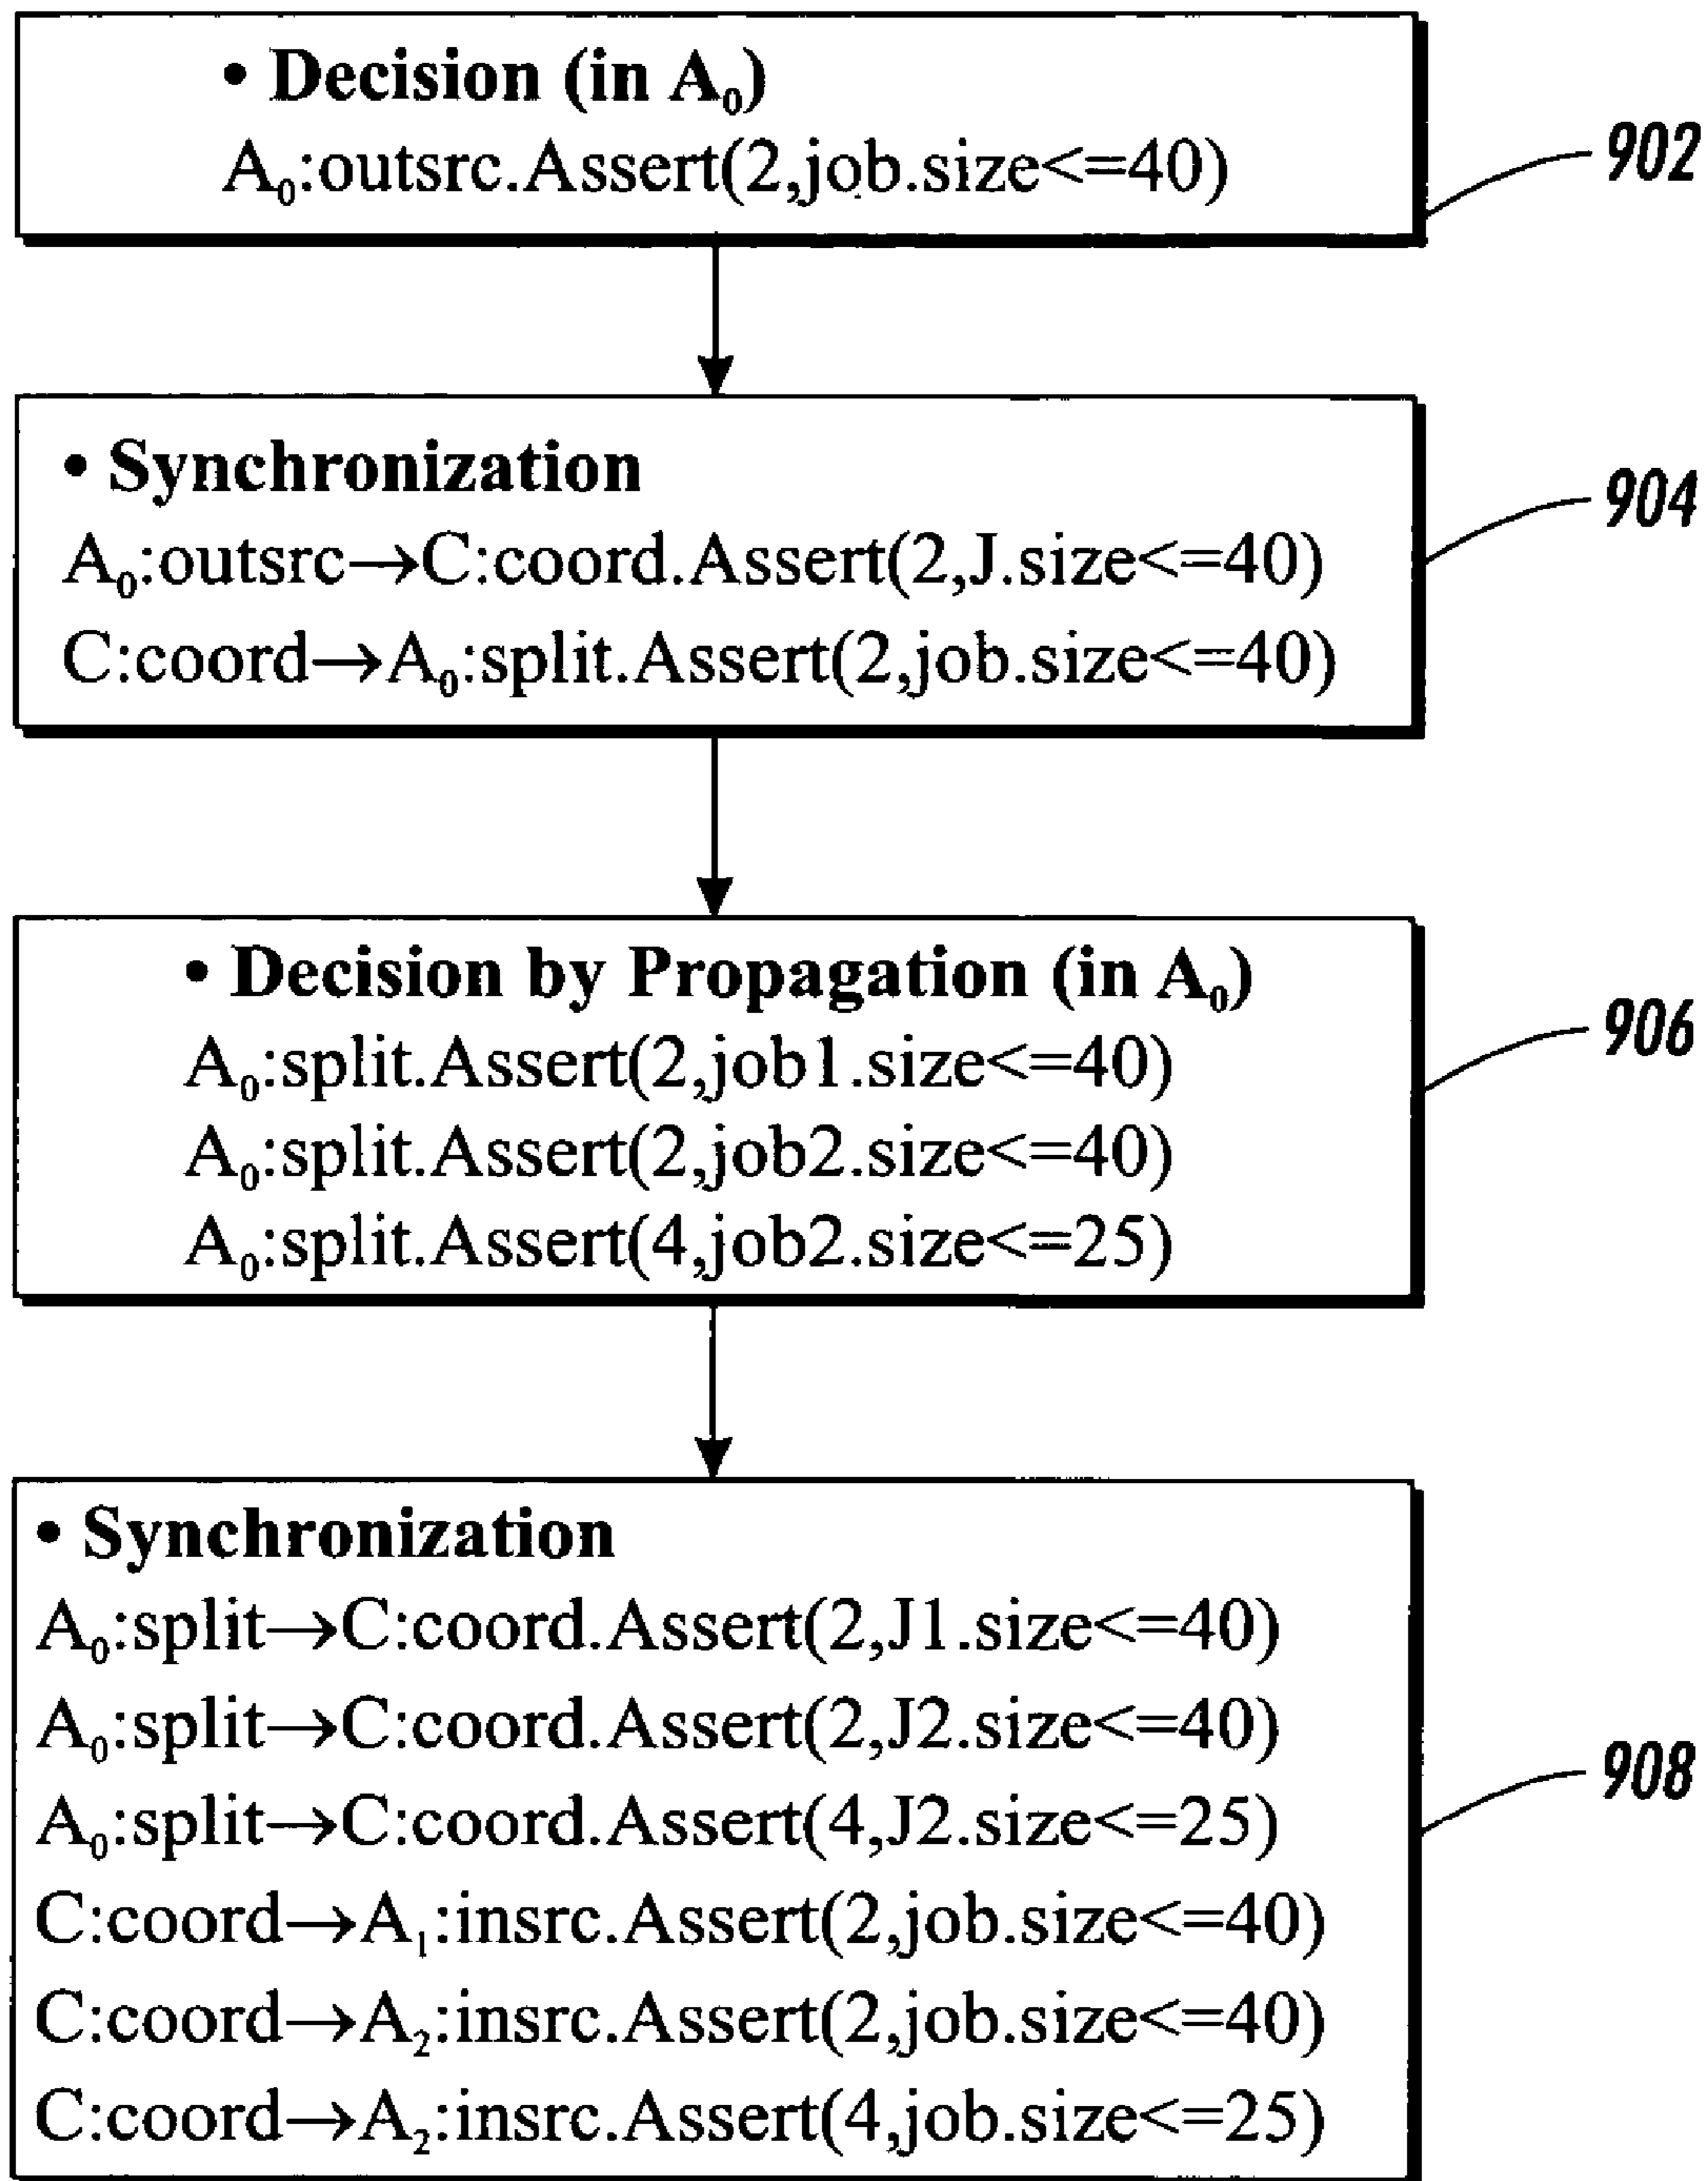 • Decision (in A₀)
A₀:outsrc.Assert(2,job.size<=40)
902
• Synchronization
A₀:outsrc→C:coord.Assert(2,J.size<=40)
C:coord→A₀:split.Assert(2,job.size<=40)
904
• Decision by Propagation (in A₀)
A₀:split.Assert(2,job1.size<=40)
A₀:split.Assert(2,job2.size<=40)
A₀:split.Assert(4,job2.size<=25)
906
• Synchronization
A₀:split→C:coord.Assert(2,J1.size<=40)
A₀:split→C:coord.Assert(2,J2.size<=40)
A₀:split→C:coord.Assert(4,J2.size<=25)
C:coord→A₁:insrc.Assert(2,job.size<=40)
C:coord→A₂:insrc.Assert(2,job.size<=40)
C:coord→A₂:insrc.Assert(4,job.size<=25)
908